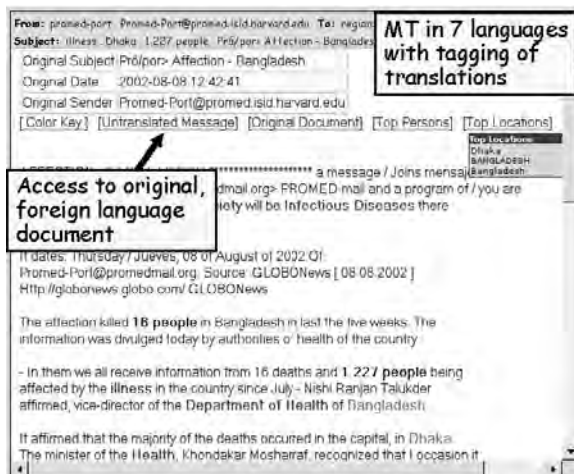 From: promed-port Promed-Port@promed.isid.harvard.edu To: region
Subject: illness Dhaka 1,227 people Pró/por> Affection - Banglades
MT in 7 languages
with tagging of
translations
Original Subject Pró/por> Affection - Bangladesh
Original Date 2002-08-08 12:42:41
Original Sender Promed-Port@promed.isid.harvard.edu
[Color Key] [Untranslated Message] [Original Document] [Top Persons] [Top Locations]
Top Locations
Dhaka
BANGLADESH
Bangladesh
a message / Joins mensaj
Access to original,
foreign language
document
dmail.org> PROMED-mail and a program of / you are
iety will be Infectious Diseases there
It dates: Thursday / Jueves, 08 of August of 2002 Of:
Promed-Port@promedmail.org. Source: GLOBONews [ 08.08.2002 ]
Http://globonews.globo.com/ GLOBONews
The affection killed 16 people in Bangladesh in last the five weeks. The
information was divulged today by authorities o' health of the country
- In them we all receive information from 16 deaths and 1.227 people being
affected by the illness in the country since July - Nishi Ranjan Talukder
affirmed, vice-director of the Department of Health of Bangladesh
It affirmed that the majority of the deaths occurred in the capital, in Dhaka.
The minister of the Health, Khondakar Mosharraf, recognized that I occasion it